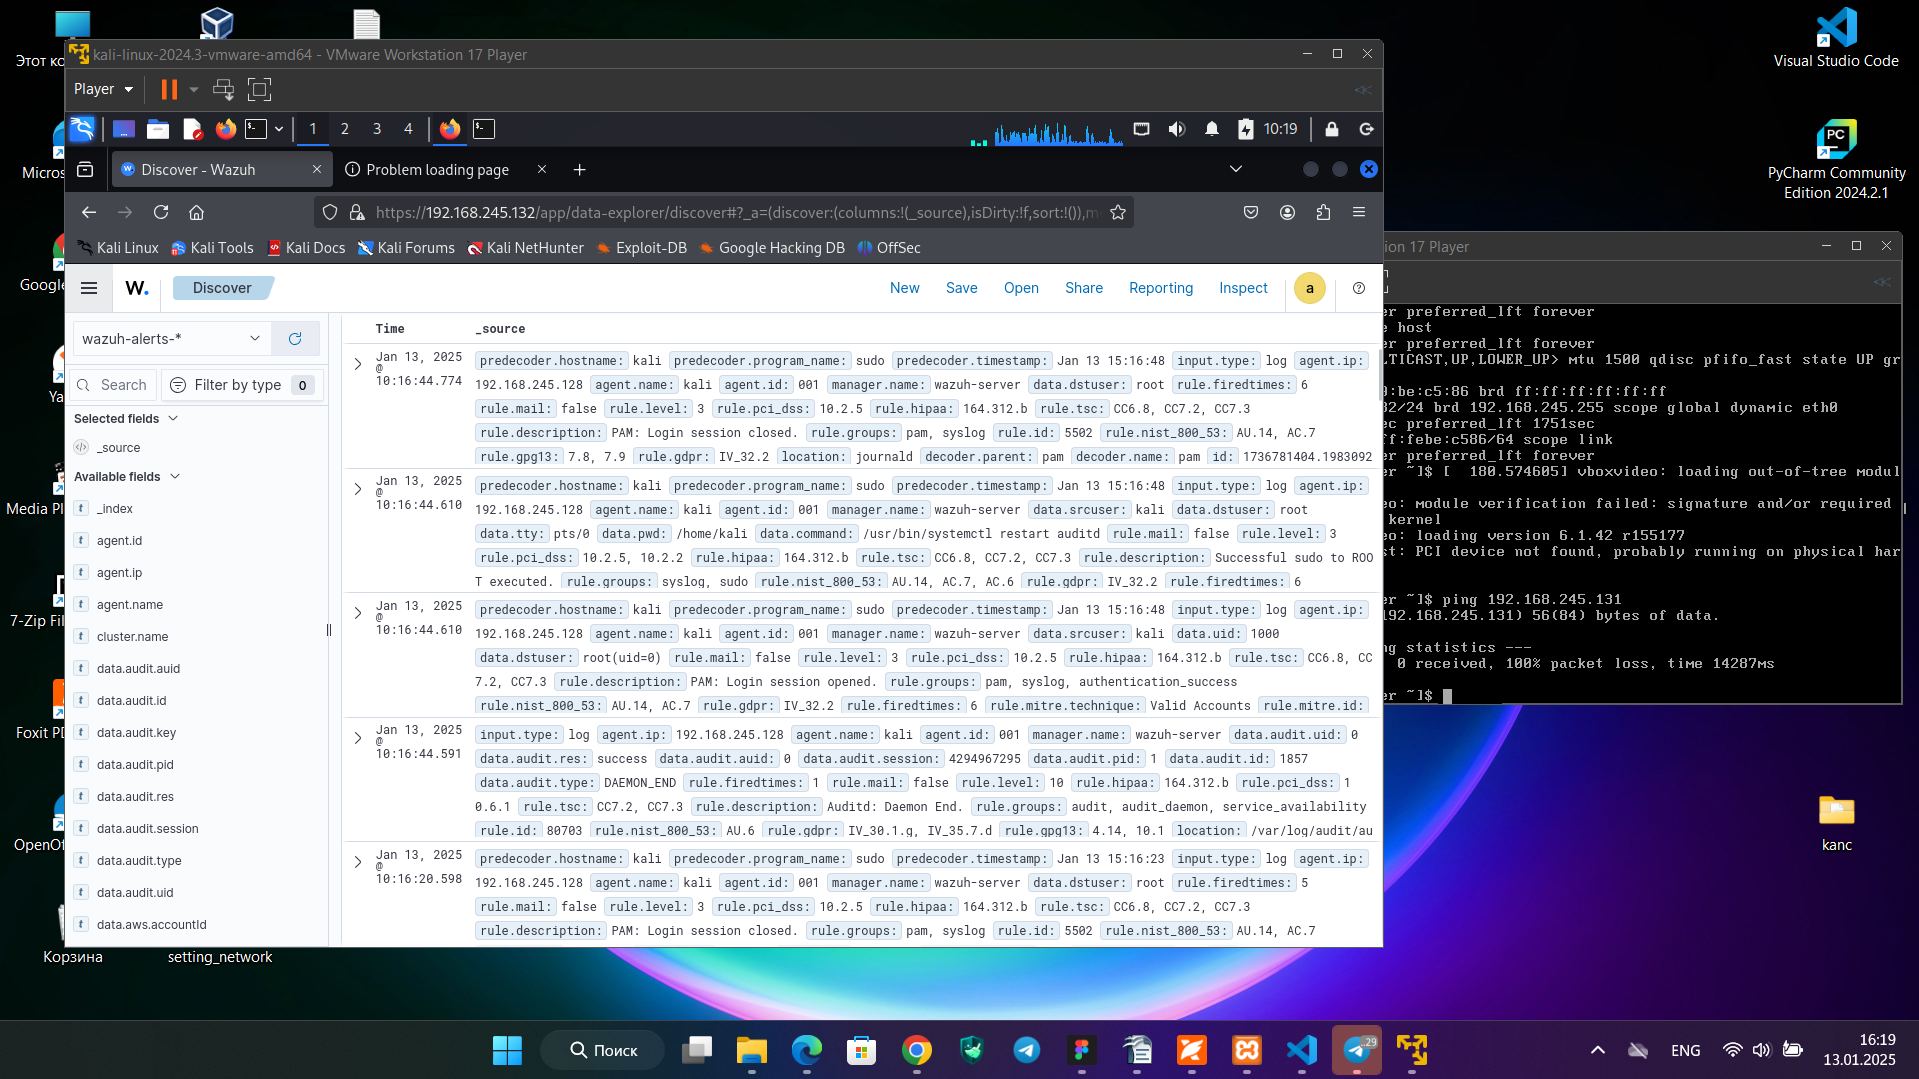 Этот ко
Micros
Google
Ya
Media Pl
7-Zip Fil
Foxit PD
OpenOf
Корзина
setting_network
Visual Studio Code
PyCharm Community
Edition 2024.2.1
kanc
kali-linux-2024.3-vmware-amd64 - VMware Workstation 17 Player
Player
1 2 3 4
10:19
Discover - Wazuh
Problem loading page
https://192.168.245.132/app/data-explorer/discover#?_a=(discover:(columns:!(_source),isDirty:!f,sort:!()),m
Kali Linux Kali Tools Kali Docs Kali Forums Kali NetHunter Exploit-DB Google Hacking DB OffSec
W. Discover New Save Open Share Reporting Inspect a
wazuh-alerts-*
Search Filter by type 0
Selected fields
_source
Available fields
t _index
t agent.id
t agent.ip
t agent.name
t cluster.name
t data.audit.auid
t data.audit.id
t data.audit.key
t data.audit.pid
t data.audit.res
t data.audit.session
t data.audit.type
t data.audit.uid
t data.aws.accountId
Time _source
Jan 13, 2025
@
10:16:44.774
predecoder.hostname: kali predecoder.program_name: sudo predecoder.timestamp: Jan 13 15:16:48 input.type: log agent.ip:
192.168.245.128 agent.name: kali agent.id: 001 manager.name: wazuh-server data.dstuser: root rule.firedtimes: 6
rule.mail: false rule.level: 3 rule.pci_dss: 10.2.5 rule.hipaa: 164.312.b rule.tsc: CC6.8, CC7.2, CC7.3
rule.description: PAM: Login session closed. rule.groups: pam, syslog rule.id: 5502 rule.nist_800_53: AU.14, AC.7
rule.gpg13: 7.8, 7.9 rule.gdpr: IV_32.2 location: journald decoder.parent: pam decoder.name: pam id: 1736781404.1983092
Jan 13, 2025
@
10:16:44.610
predecoder.hostname: kali predecoder.program_name: sudo predecoder.timestamp: Jan 13 15:16:48 input.type: log agent.ip:
192.168.245.128 agent.name: kali agent.id: 001 manager.name: wazuh-server data.srcuser: kali data.dstuser: root
data.tty: pts/0 data.pwd: /home/kali data.command: /usr/bin/systemctl restart auditd rule.mail: false rule.level: 3
rule.pci_dss: 10.2.5, 10.2.2 rule.hipaa: 164.312.b rule.tsc: CC6.8, CC7.2, CC7.3 rule.description: Successful sudo to ROO
T executed. rule.groups: syslog, sudo rule.nist_800_53: AU.14, AC.7, AC.6 rule.gdpr: IV_32.2 rule.firedtimes: 6
Jan 13, 2025
@
10:16:44.610
predecoder.hostname: kali predecoder.program_name: sudo predecoder.timestamp: Jan 13 15:16:48 input.type: log agent.ip:
192.168.245.128 agent.name: kali agent.id: 001 manager.name: wazuh-server data.srcuser: kali data.uid: 1000
data.dstuser: root(uid=0) rule.mail: false rule.level: 3 rule.pci_dss: 10.2.5 rule.hipaa: 164.312.b rule.tsc: CC6.8, CC
7.2, CC7.3 rule.description: PAM: Login session opened. rule.groups: pam, syslog, authentication_success
rule.nist_800_53: AU.14, AC.7 rule.gdpr: IV_32.2 rule.firedtimes: 6 rule.mitre.technique: Valid Accounts rule.mitre.id:
Jan 13, 2025
@
10:16:44.591
input.type: log agent.ip: 192.168.245.128 agent.name: kali agent.id: 001 manager.name: wazuh-server data.audit.uid: 0
data.audit.res: success data.audit.auid: 0 data.audit.session: 4294967295 data.audit.pid: 1 data.audit.id: 1857
data.audit.type: DAEMON_END rule.firedtimes: 1 rule.mail: false rule.level: 10 rule.hipaa: 164.312.b rule.pci_dss: 1
0.6.1 rule.tsc: CC7.2, CC7.3 rule.description: Auditd: Daemon End. rule.groups: audit, audit_daemon, service_availability
rule.id: 80703 rule.nist_800_53: AU.6 rule.gdpr: IV_30.1.g, IV_35.7.d rule.gpg13: 4.14, 10.1 location: /var/log/audit/au
Jan 13, 2025
@
10:16:20.598
predecoder.hostname: kali predecoder.program_name: sudo predecoder.timestamp: Jan 13 15:16:23 input.type: log agent.ip:
192.168.245.128 agent.name: kali agent.id: 001 manager.name: wazuh-server data.dstuser: root rule.firedtimes: 5
rule.mail: false rule.level: 3 rule.pci_dss: 10.2.5 rule.hipaa: 164.312.b rule.tsc: CC6.8, CC7.2, CC7.3
rule.description: PAM: Login session closed. rule.groups: pam, syslog rule.id: 5502 rule.nist_800_53: AU.14, AC.7
ion 17 Player
er preferred_lft forever
e host
er preferred_lft forever
LTICAST,UP,LOWER_UP> mtu 1500 qdisc pfifo_fast state UP gr
0:be:c5:86 brd ff:ff:ff:ff:ff:ff
32/24 brd 192.168.245.255 scope global dynamic eth0
ec preferred_lft 1751sec
ff:febe:c586/64 scope link
er preferred_lft forever
er ~]$ [  180.574605] vboxvideo: loading out-of-tree modul
eo: module verification failed: signature and/or required
kernel
eo: loading version 6.1.42 r155177
st: PCI device not found, probably running on physical har
er ~]$ ping 192.168.245.131
192.168.245.131) 56(84) bytes of data.
ng statistics ---
0 received, 100% packet loss, time 14287ms
er ~]$
Поиск
..29
ENG
16:19
13.01.2025